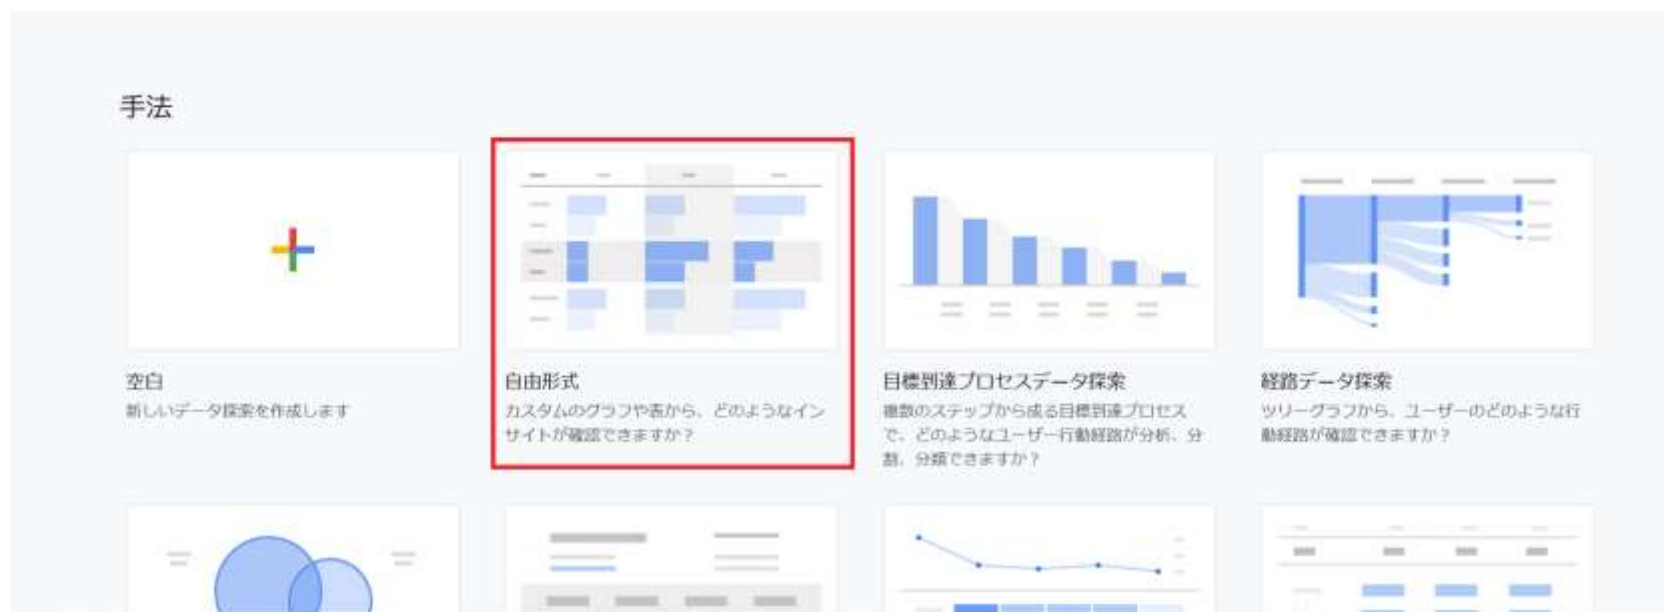 手法
空白
新しいデータ探索を作成します
自由形式
カスタムのグラフや表から、どのようなイン
サイトが確認できますか？
目標到達プロセスデータ探索
複数のステップから成る目標到達プロセス
で、どのようなユーザー行動経路が分析、分
割、分類できますか？
経路データ探索
ツリーグラフから、ユーザーのどのような行
動経路が確認できますか？